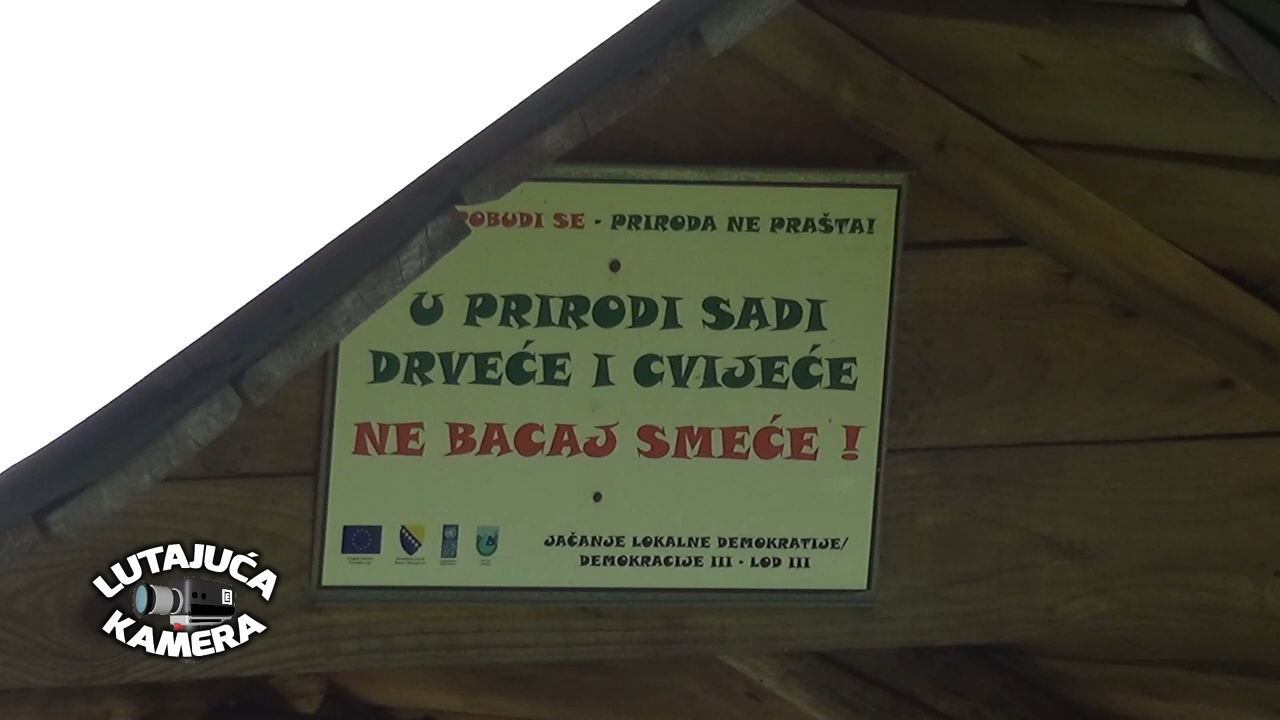 POBUDI SE - PRIRODA NE PRAŠTA!
U PRIRODI SADI
DRVEĆE I CVIJEĆE
NE BACAJ SMEĆE !
JAČANJE LOKALNE DEMOKRATIJE/
DEMOKRACIJE III - LOD III
LUTAJUĆA
KAMERA